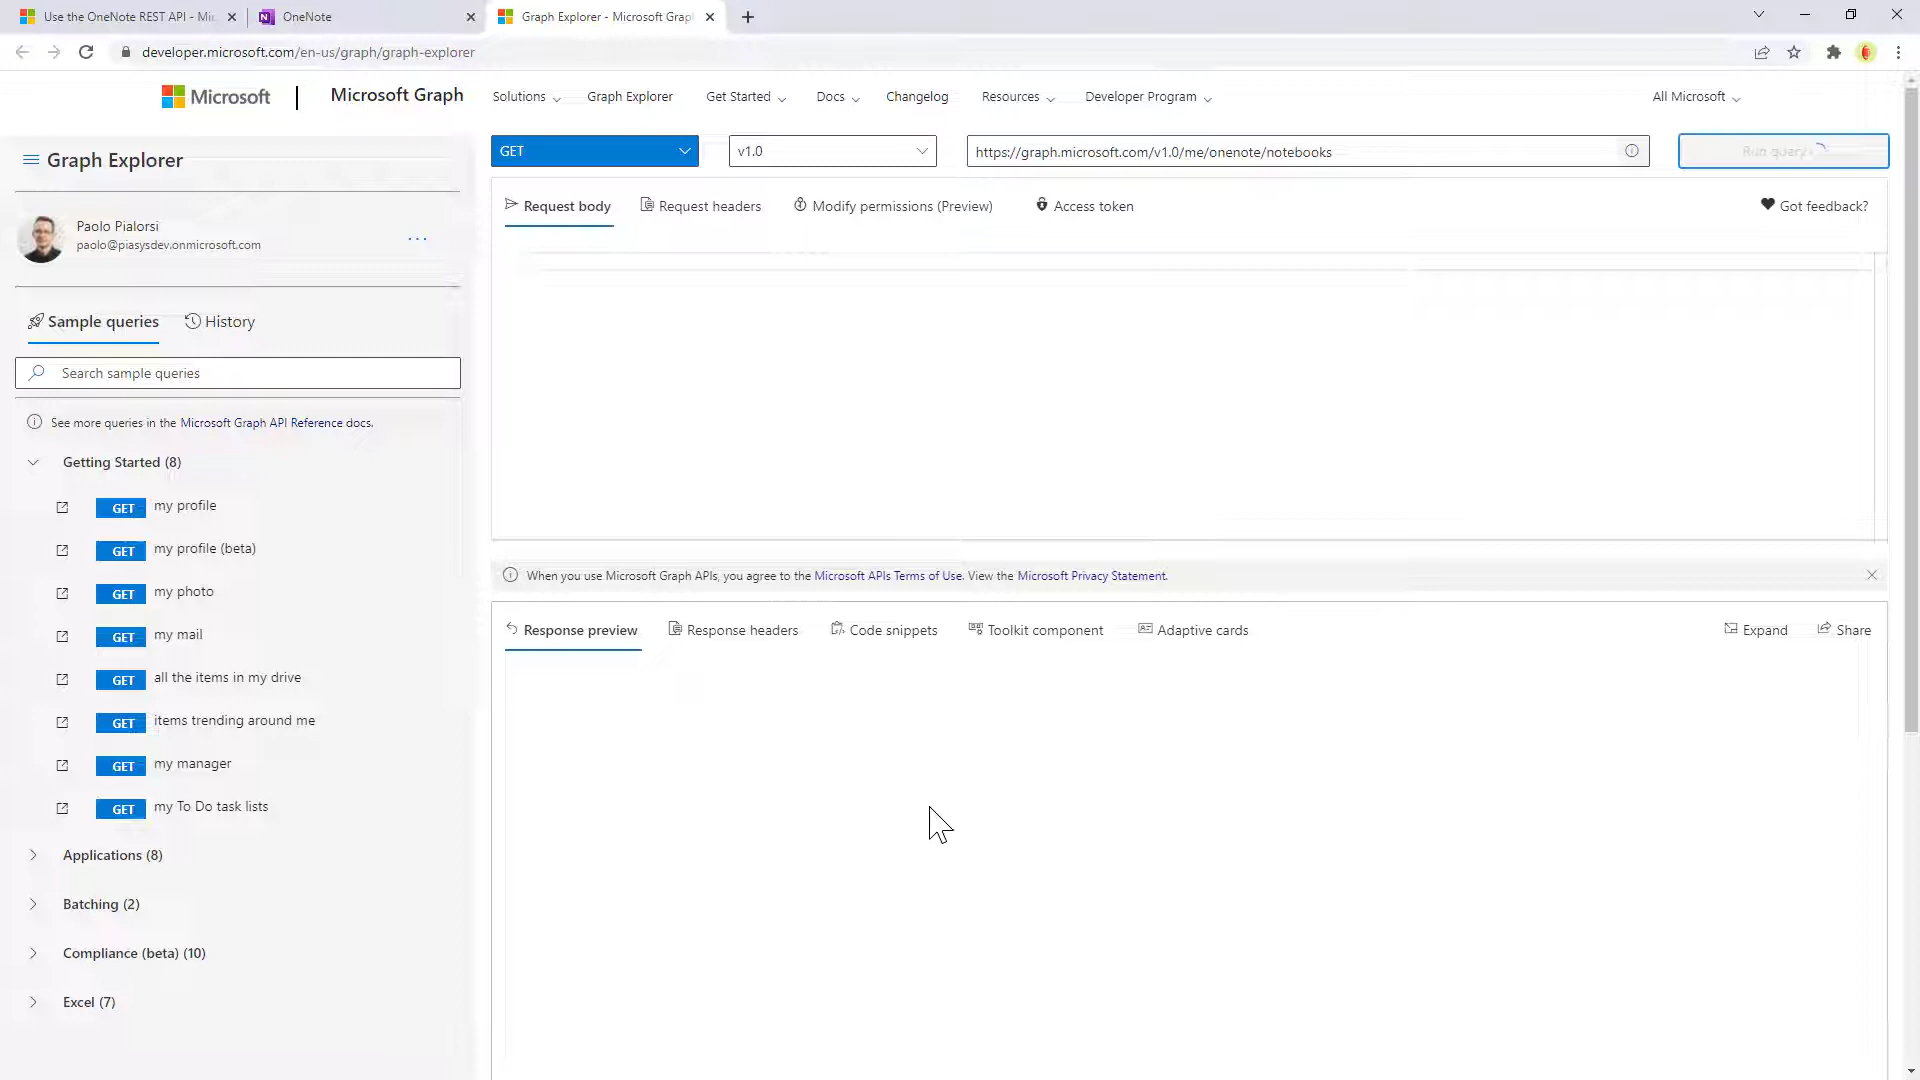 Use the OneNote REST API - Mi
OneNote
Graph Explorer - Microsoft Grap
developer.microsoft.com/en-us/graph/graph-explorer
Microsoft
Microsoft Graph
Solutions
Graph Explorer
Get Started
Docs
Changelog
Resources
Developer Program
All Microsoft
Graph Explorer
GET
v1.0
https://graph.microsoft.com/v1.0/me/onenote/notebooks
Run query
Paolo Pialorsi
paolo@piasysdev.onmicrosoft.com
Request body
Request headers
Modify permissions (Preview)
Access token
Got feedback?
Sample queries
History
Search sample queries
See more queries in the Microsoft Graph API Reference docs.
Getting Started (8)
GET my profile
GET my profile (beta)
GET my photo
GET my mail
GET all the items in my drive
GET items trending around me
GET my manager
GET my To Do task lists
Applications (8)
Batching (2)
Compliance (beta) (10)
Excel (7)
When you use Microsoft Graph APIs, you agree to the Microsoft APIs Terms of Use. View the Microsoft Privacy Statement.
Response preview
Response headers
Code snippets
Toolkit component
Adaptive cards
Expand
Share